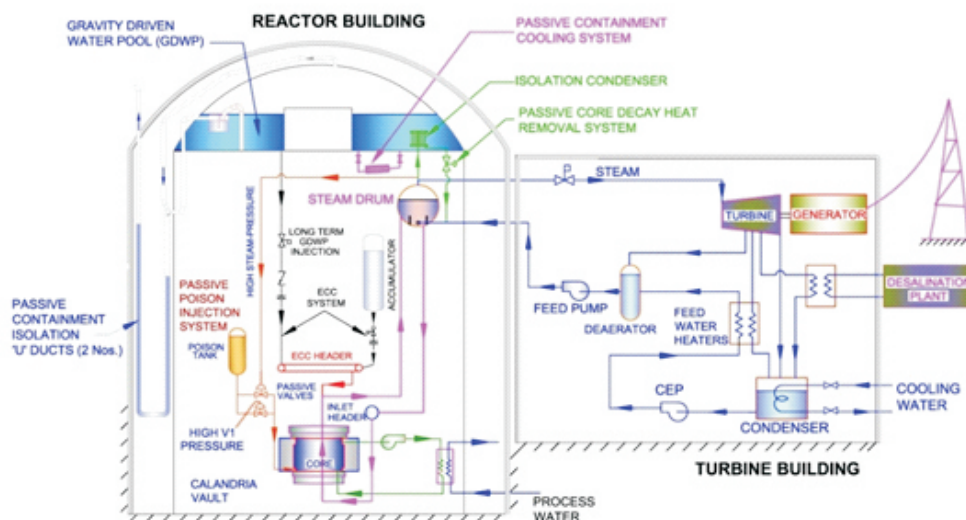 REACTOR BUILDING
GRAVITY DRIVEN
WATER POOL (GDWP)
PASSIVE CONTAINMENT
COOLING SYSTEM
ISOLATION CONDENSER
PASSIVE CORE DECAY HEAT
REMOVAL SYSTEM
P
STEAM
STEAM DRUM
TURBINE
GENERATOR
HIGH STEAM-PRESSURE
LONG TERM
GDWP
INJECTION
ACCUMULATOR
ECC
SYSTEM
PASSIVE
POISON
INJECTION
SYSTEM
PASSIVE
CONTAINMENT
ISOLATION
'U' DUCTS (2 Nos.)
POISON
TANK
ECC HEADER
PASSIVE
VALVES
INLET
HEADER
HIGH V1
PRESSURE
CORE
CALANDRIA
VAULT
PROCESS
WATER
FEED PUMP
DEAERATOR
FEED
WATER
HEATERS
DESALINATION
PLANT
CEP
CONDENSER
COOLING
WATER
TURBINE BUILDING